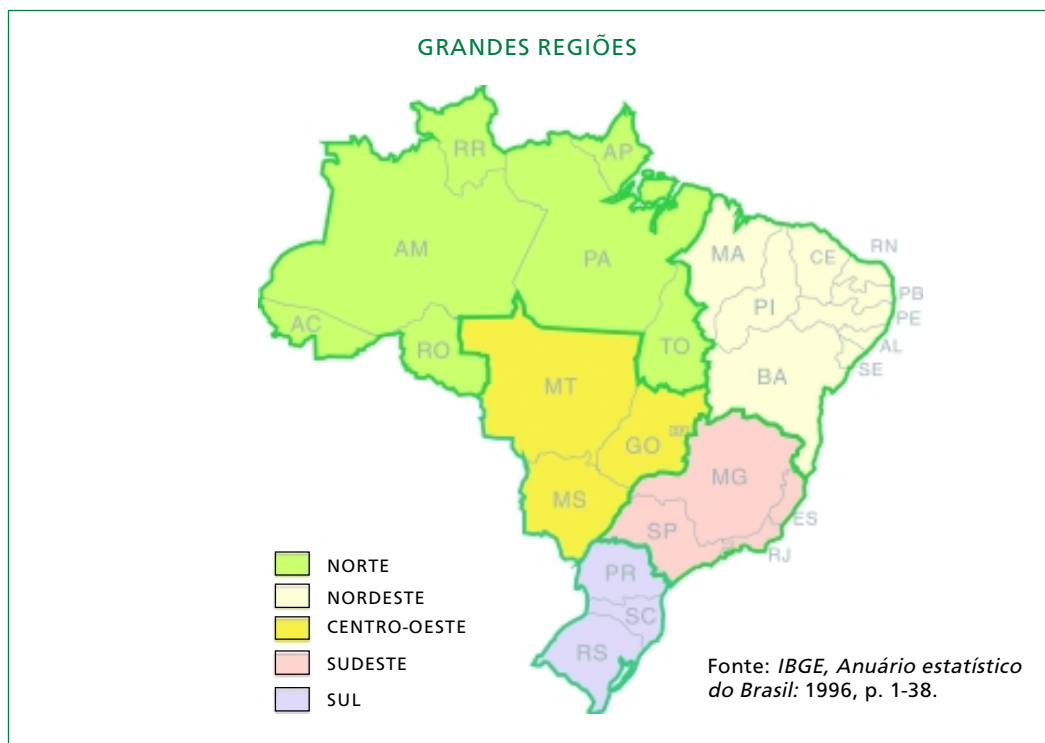 GRANDES REGIÕES
RR
AP
AM
PA
MA
CE
RN
PI
PB
PE
AC
RO
TO
AL
SE
BA
MT
GO
MG
MS
ES
SP
RJ
PR
SC
RS
NORTE
NORDESTE
CENTRO-OESTE
SUDESTE
SUL
Fonte: IBGE, Anuário estatístico
do Brasil: 1996, p. 1-38.